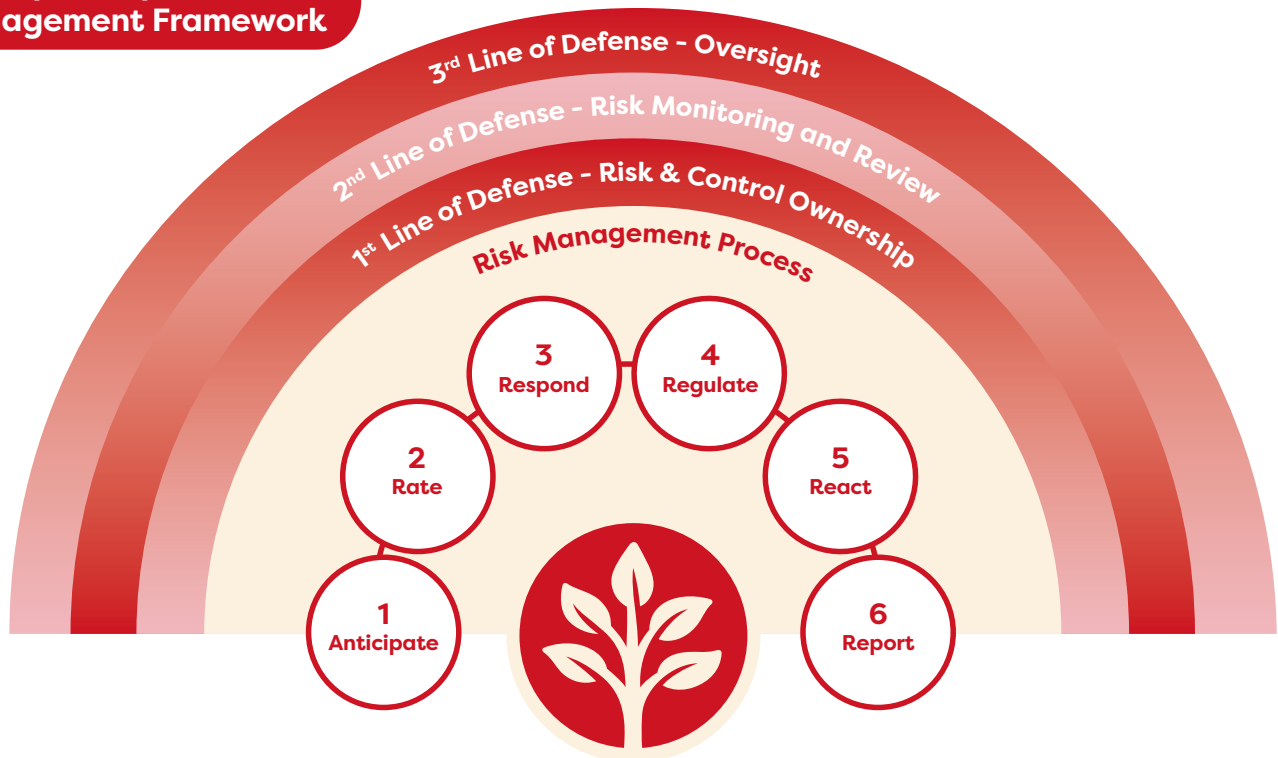 agement Framework
3rd Line of Defense - Oversight
2nd Line of Defense - Risk Monitoring and Review
1st Line of Defense - Risk & Control Ownership
Risk Management Process
1
Anticipate
2
Rate
3
Respond
4
Regulate
5
React
6
Report